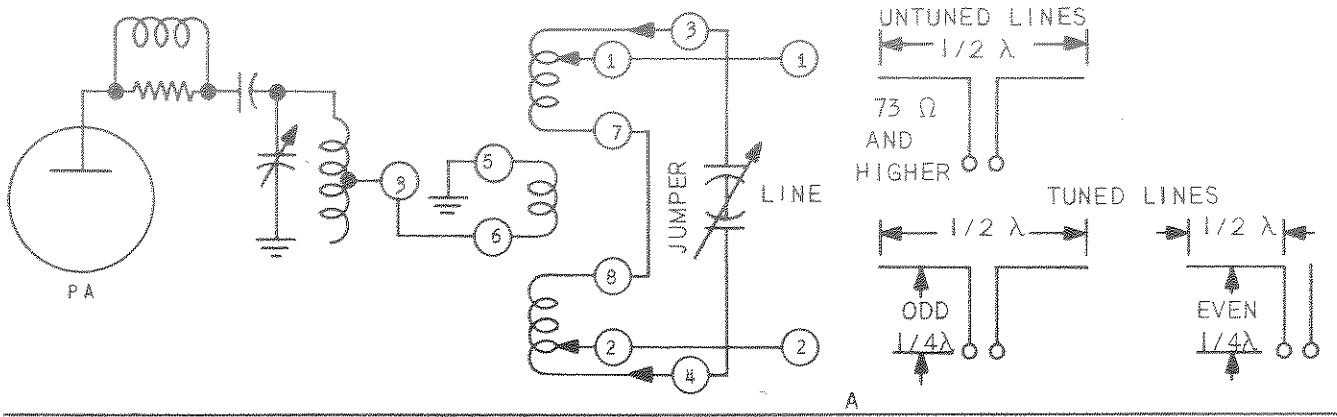 UNTUNED LINES
1/2 λ
73 Ω
AND
HIGHER
3
1
1
7
5
3
6
JUMPER
LINE
8
2
2
4
PA
TUNED LINES
1/2 λ
1/2 λ
ODD
1/4λ
EVEN
1/4λ
A